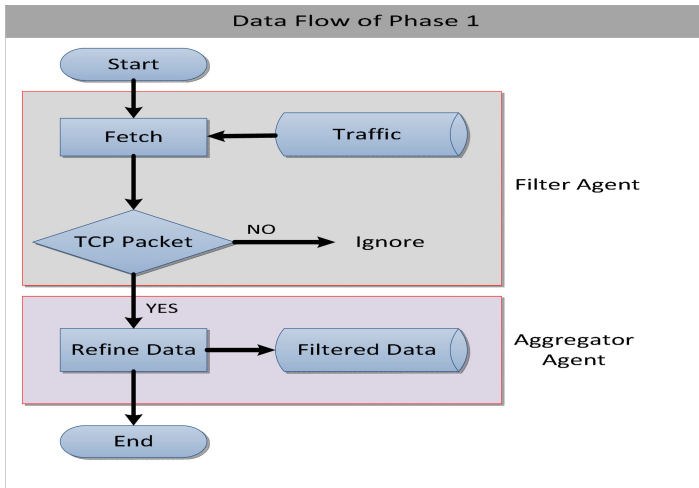 Data Flow of Phase 1
Start
Fetch
Traffic
Filter Agent
TCP Packet
NO
Ignore
YES
Refine Data
Filtered Data
Aggregator
Agent
End